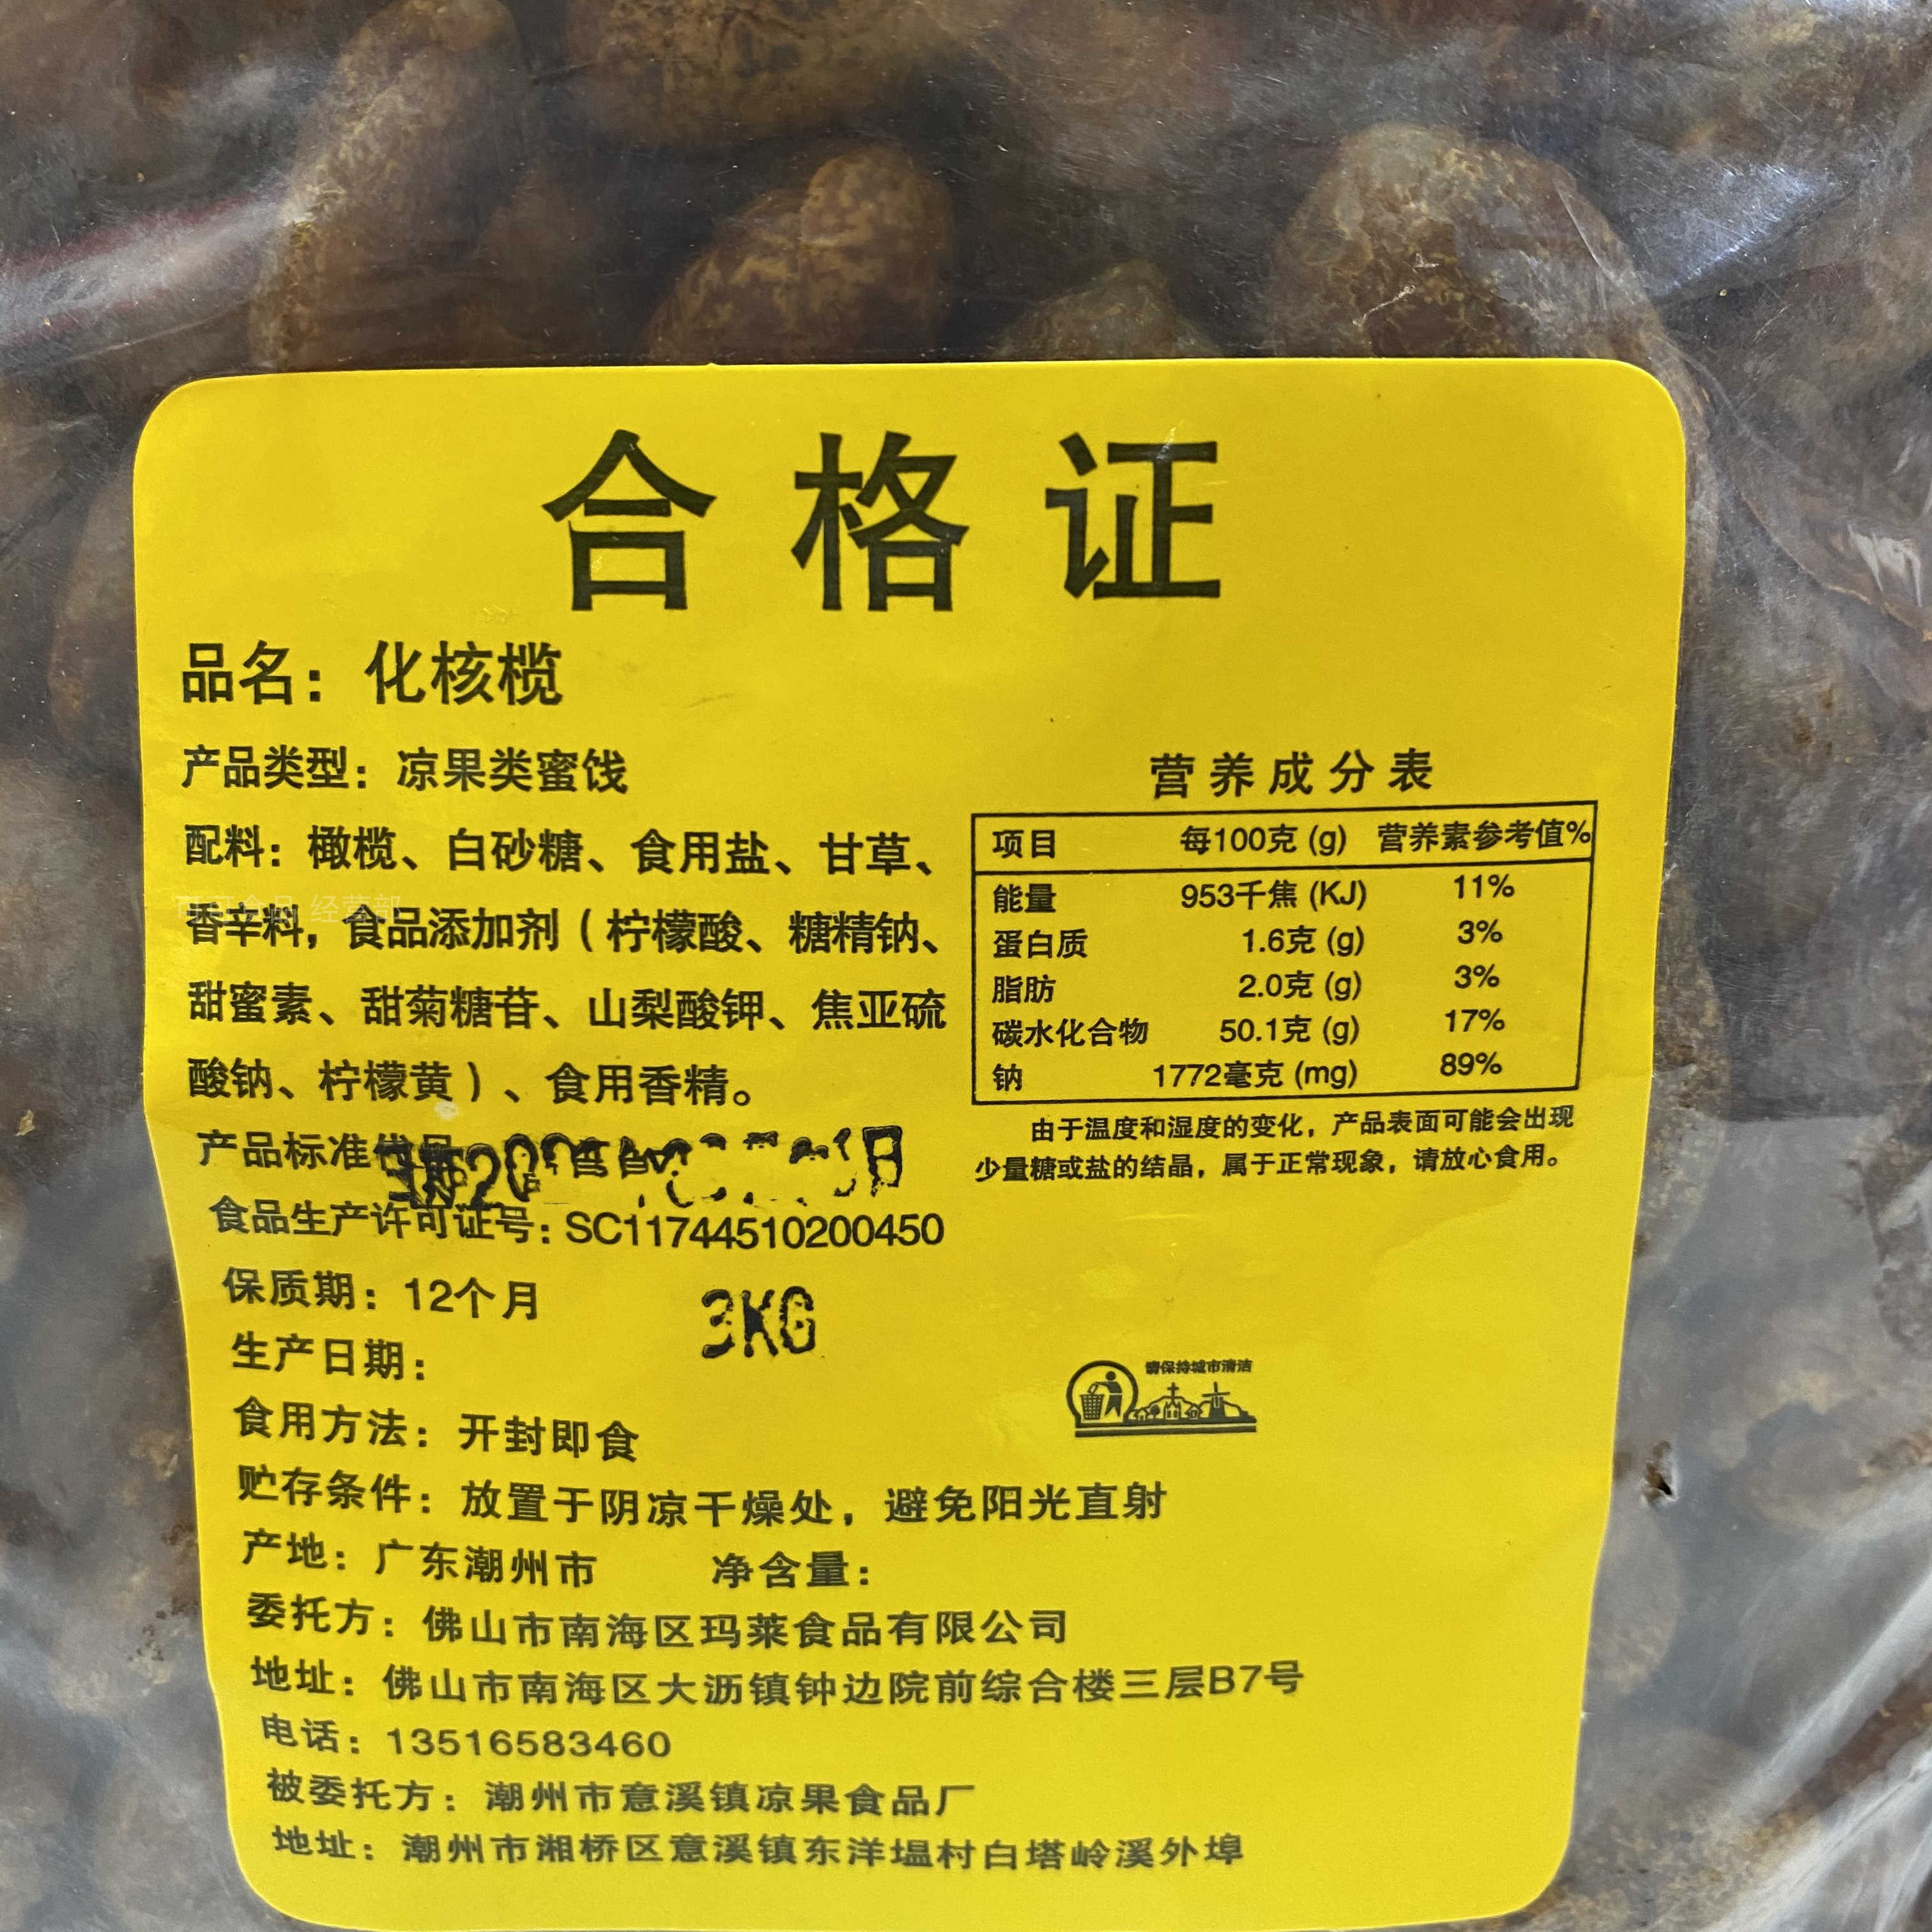 合格证
品名：化核榄
产品类型：凉果类蜜饯
配料：橄榄、白砂糖、食用盐、甘草、
香辛料，食品添加剂（柠檬酸、糖精钠、
甜蜜素、甜菊糖苷、山梨酸钾、焦亚硫
酸钠、柠檬黄）、食用香精。
营养成分表
项目 每100克 (g) 营养素参考值%
能量 953千焦 (KJ) 11%
蛋白质 1.6克 (g) 3%
脂肪 2.0克 (g) 3%
碳水化合物 50.1克 (g) 17%
钠 1772毫克 (mg) 89%
由于温度和湿度的变化，产品表面可能会出现
少量糖或盐的结晶，属于正常现象，请放心食用。
产品标准
食品生产许可证号：SC11744510200450
保质期：12个月
3KG
生产日期：
请保持城市清洁
食用方法：开封即食
贮存条件：放置于阴凉干燥处，避免阳光直射
产地：广东潮州市 净含量：
委托方：佛山市南海区玛莱食品有限公司
地址：佛山市南海区大沥镇钟边院前综合楼三层B7号
电话：13516583460
被委托方：潮州市意溪镇凉果食品厂
地址：潮州市湘桥区意溪镇东洋堨村白塔岭溪外埠